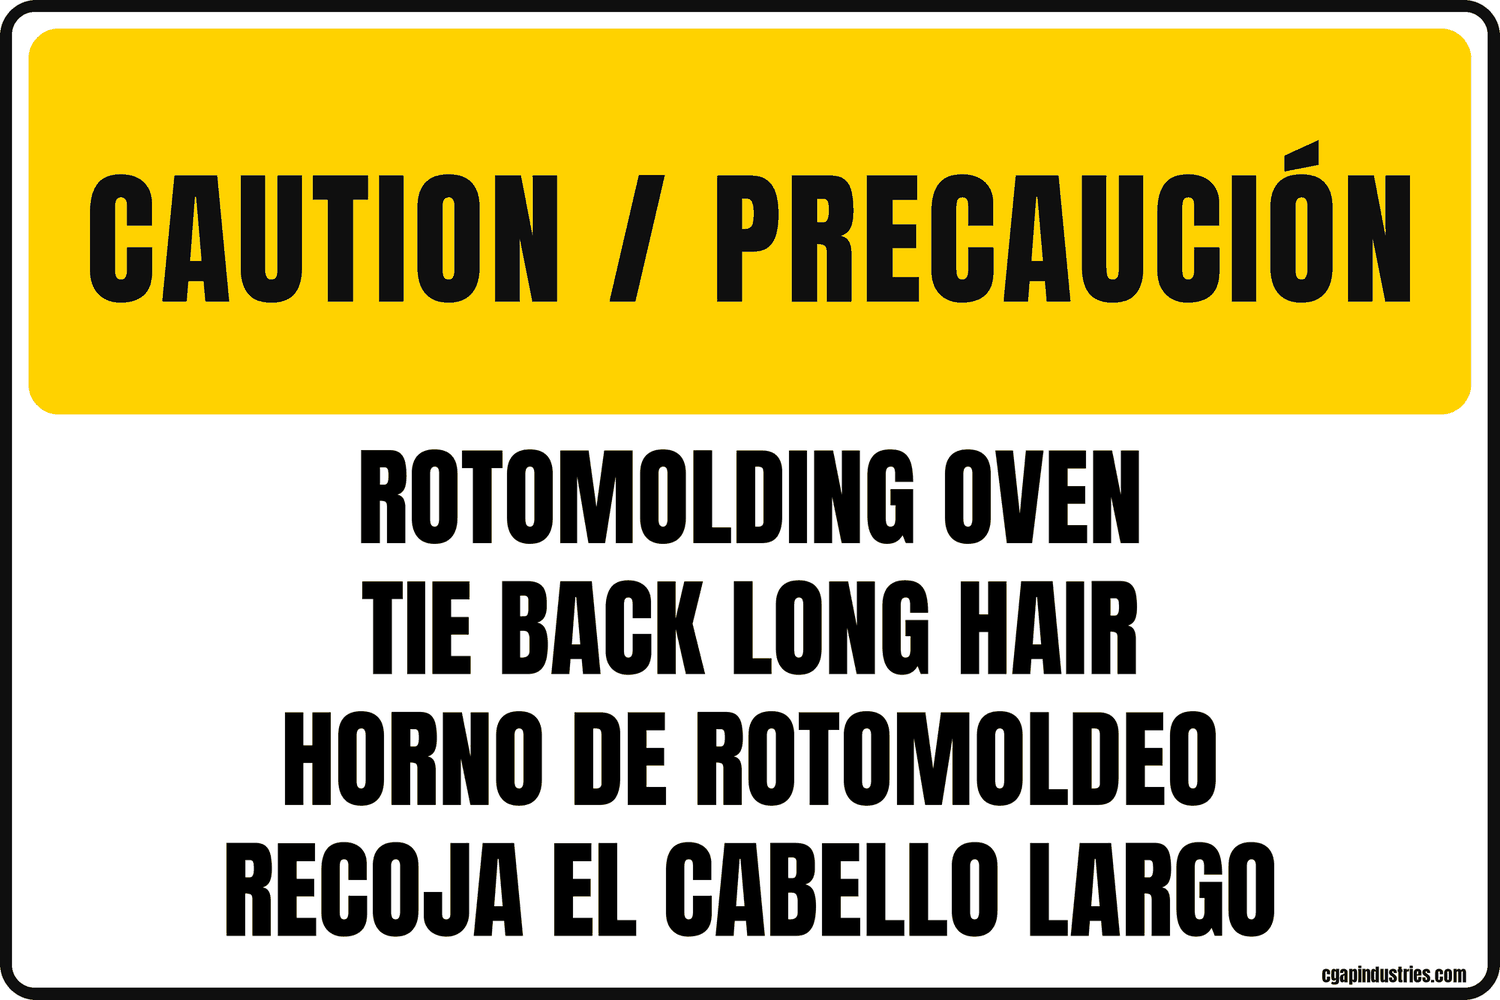 CAUTION / PRECAUCIÓN
ROTOMOLDING OVEN
TIE BACK LONG HAIR
HORNO DE ROTOMOLDEO
RECOJA EL CABELLO LARGO
cgapindustries.com